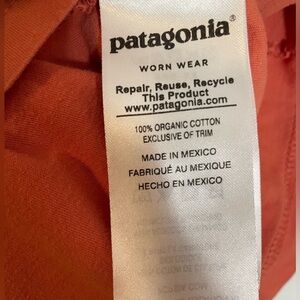 patagonia®
WORN WEAR
Repair, Reuse, Recycle
This Product
www.patagonia.com
100% ORGANIC COTTON
EXCLUSIVE OF TRIM
MADE IN MEXICO
FABRIQUÉ AU MEXIQUE
HECHO EN MEXICO